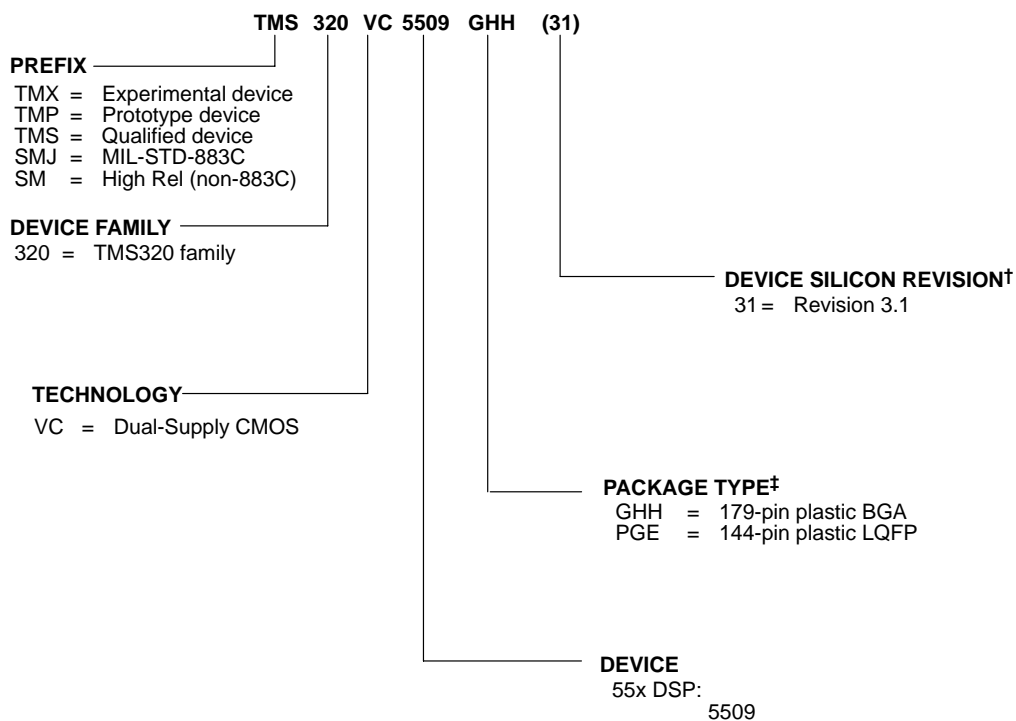 TMS 320 VC 5509 GHH (31)
PREFIX
TMX = Experimental device
TMP = Prototype device
TMS = Qualified device
SMJ = MIL-STD-883C
SM = High Rel (non-883C)
DEVICE FAMILY
320 = TMS320 family
DEVICE SILICON REVISION†
31 = Revision 3.1
TECHNOLOGY
VC = Dual-Supply CMOS
PACKAGE TYPE‡
GHH = 179-pin plastic BGA
PGE = 144-pin plastic LQFP
DEVICE
55x DSP:
5509